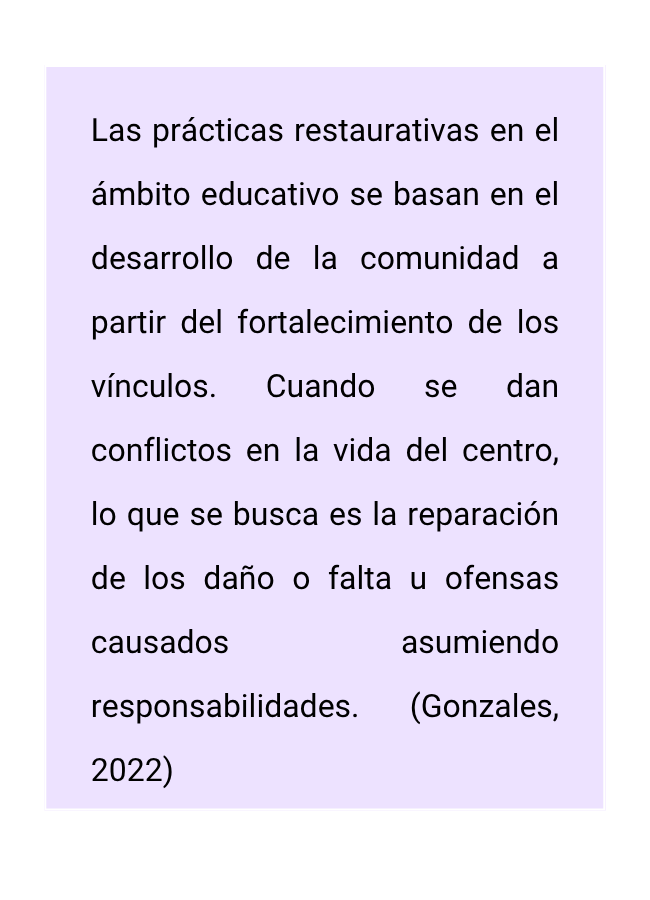 Las prácticas restaurativas en el
ámbito educativo se basan en el
desarrollo de la comunidad a
partir del fortalecimiento de los
vínculos. Cuando se dan
conflictos en la vida del centro,
lo que se busca es la reparación
de los daño o falta u ofensas
causados asumiendo
responsabilidades. (Gonzales,
2022)